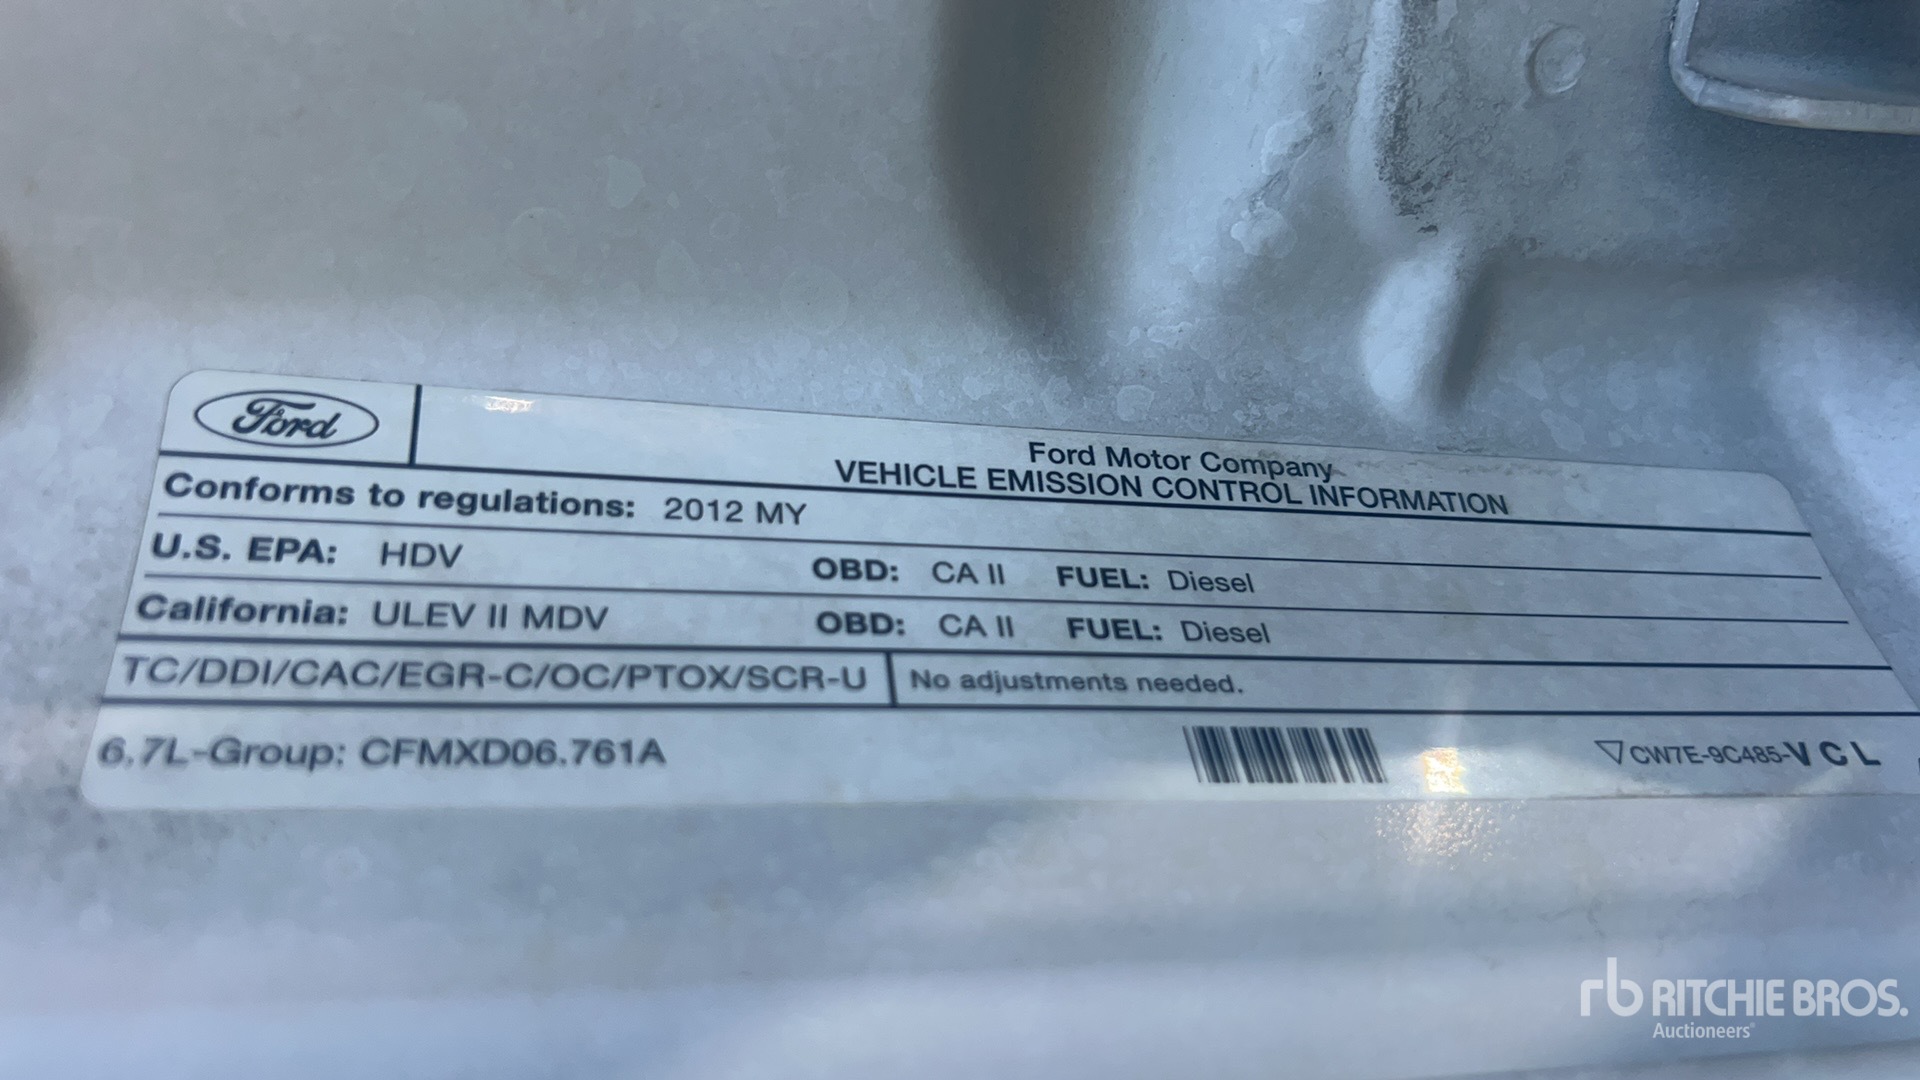 Ford
Ford Motor Company
VEHICLE EMISSION CONTROL INFORMATION
Conforms to regulations: 2012 MY
U.S. EPA: HDV OBD: CA II FUEL: Diesel
California: ULEV II MDV OBD: CA II FUEL: Diesel
TC/DDI/CAC/EGR-C/OC/PTOX/SCR-U No adjustments needed.
6.7L-Group: CFMXD06.761A ▽CW7E-9C485-VCL
rb RITCHIE BROS.
Auctioneers